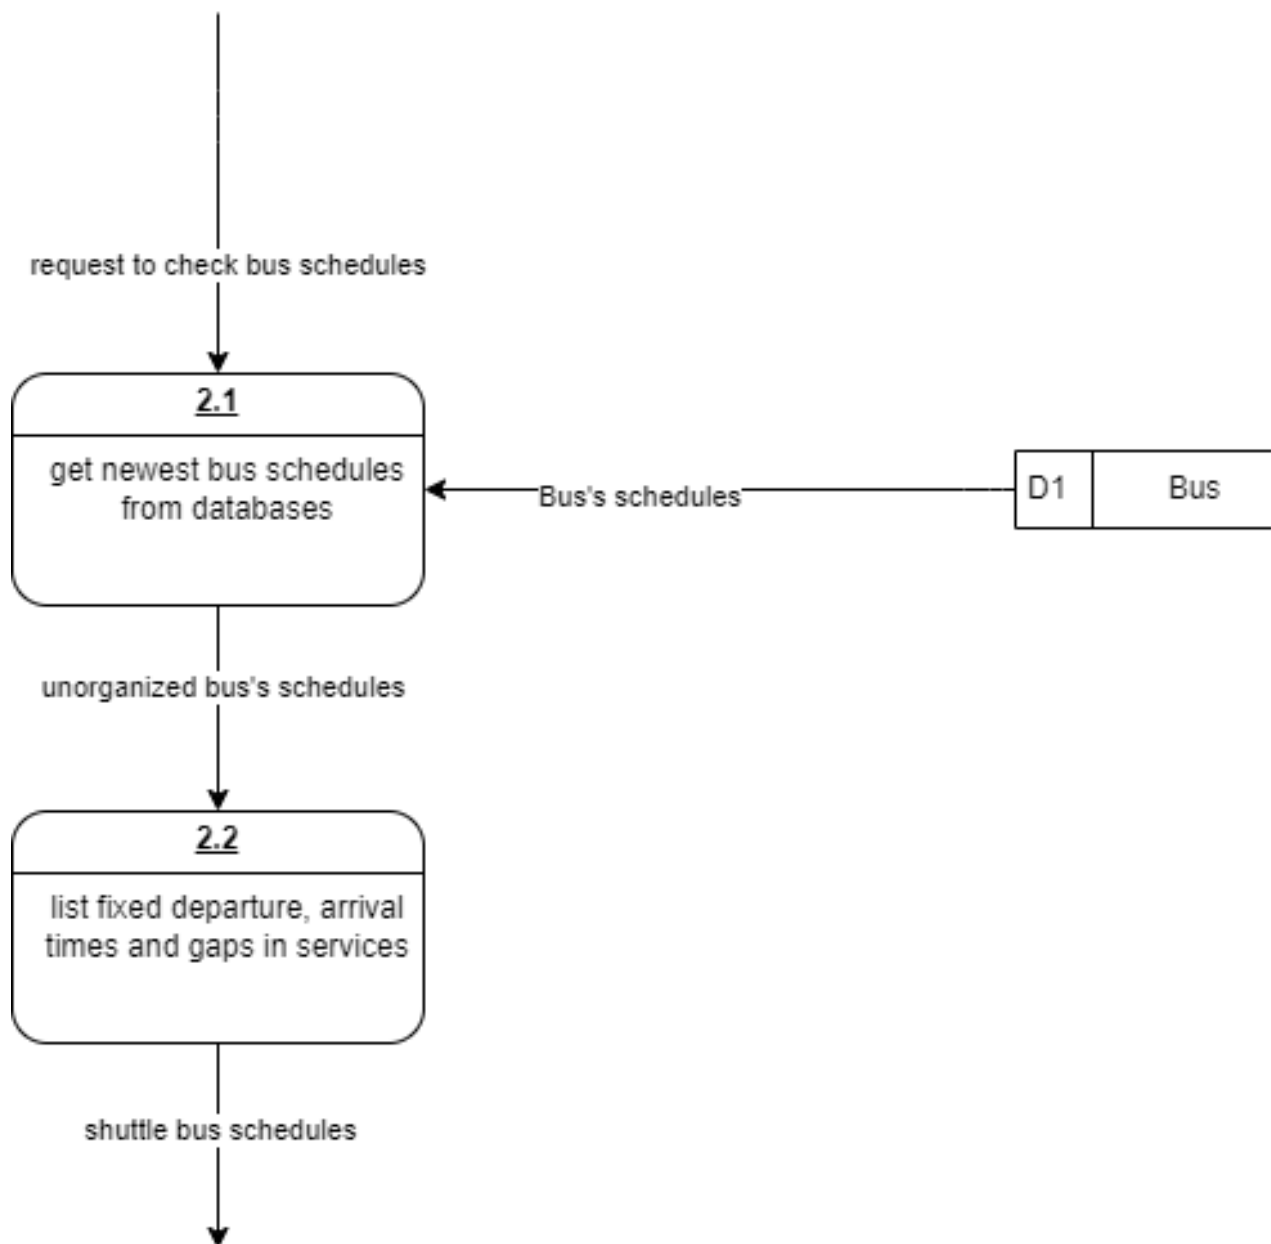 request to check bus schedules
2.1
get newest bus schedules
from databases
Bus's schedules
D1
Bus
unorganized bus's schedules
2.2
list fixed departure, arrival
times and gaps in services
shuttle bus schedules